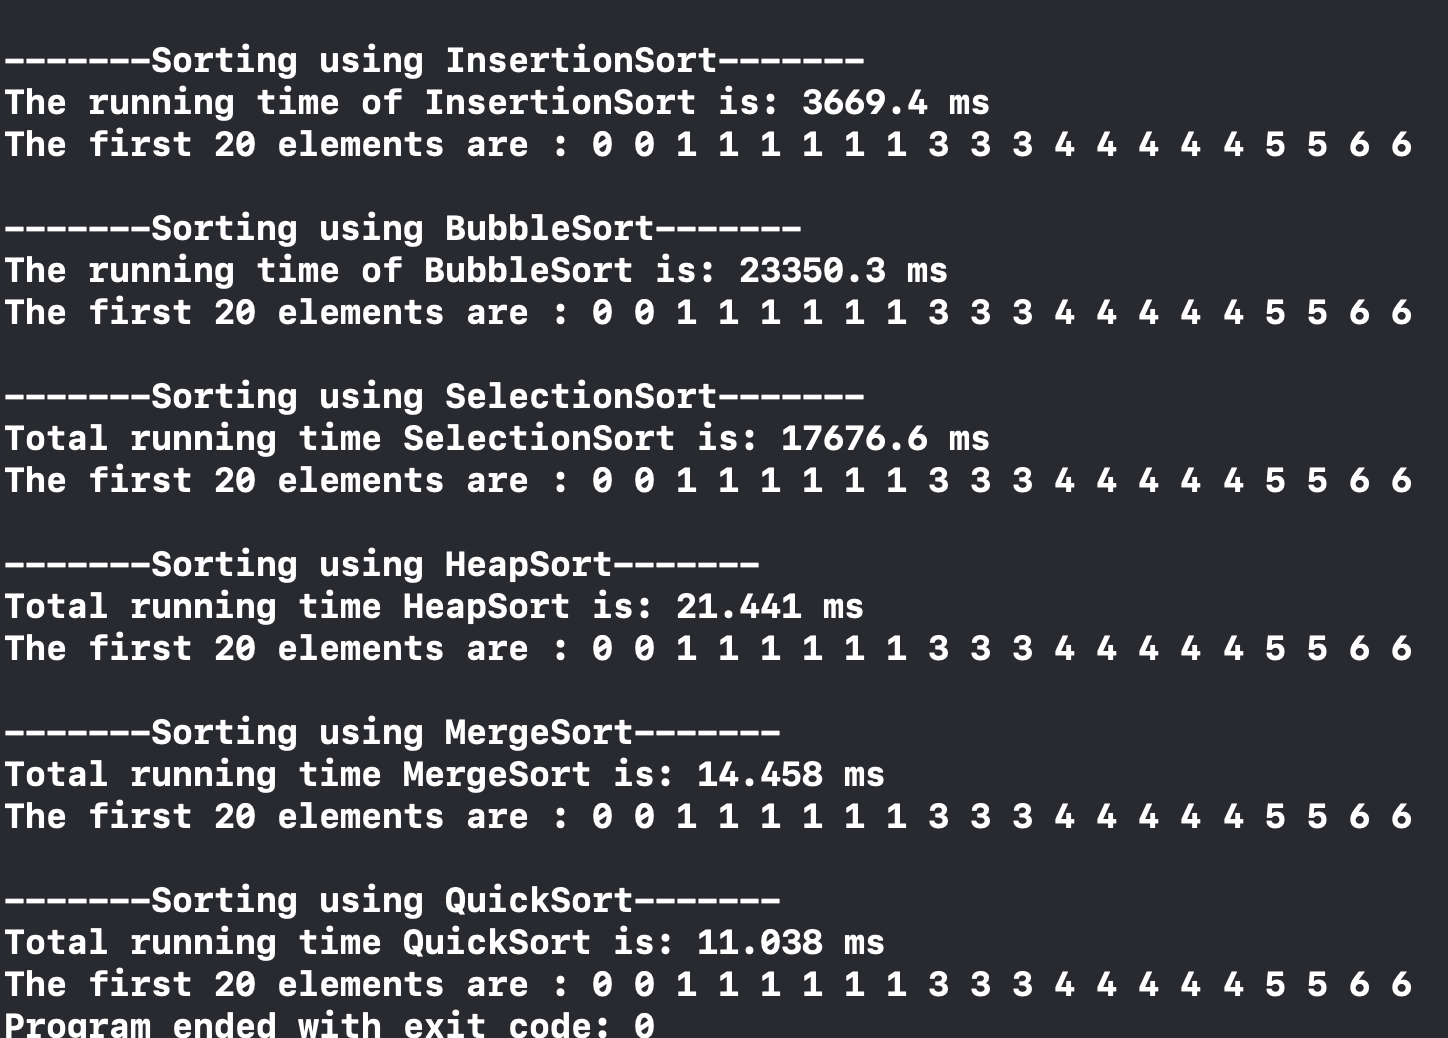 -------Sorting using InsertionSort-------
The running time of InsertionSort is: 3669.4 ms
The first 20 elements are : 0 0 1 1 1 1 1 1 3 3 3 4 4 4 4 4 5 5 6 6
-------Sorting using BubbleSort-------
The running time of BubbleSort is: 23350.3 ms
The first 20 elements are : 0 0 1 1 1 1 1 1 3 3 3 4 4 4 4 4 5 5 6 6
-------Sorting using SelectionSort-------
Total running time SelectionSort is: 17676.6 ms
The first 20 elements are : 0 0 1 1 1 1 1 1 3 3 3 4 4 4 4 4 5 5 6 6
-------Sorting using HeapSort-------
Total running time HeapSort is: 21.441 ms
The first 20 elements are : 0 0 1 1 1 1 1 1 3 3 3 4 4 4 4 4 5 5 6 6
-------Sorting using MergeSort-------
Total running time MergeSort is: 14.458 ms
The first 20 elements are : 0 0 1 1 1 1 1 1 3 3 3 4 4 4 4 4 5 5 6 6
-------Sorting using QuickSort-------
Total running time QuickSort is: 11.038 ms
The first 20 elements are : 0 0 1 1 1 1 1 1 3 3 3 4 4 4 4 4 5 5 6 6
Program ended with exit code: 0